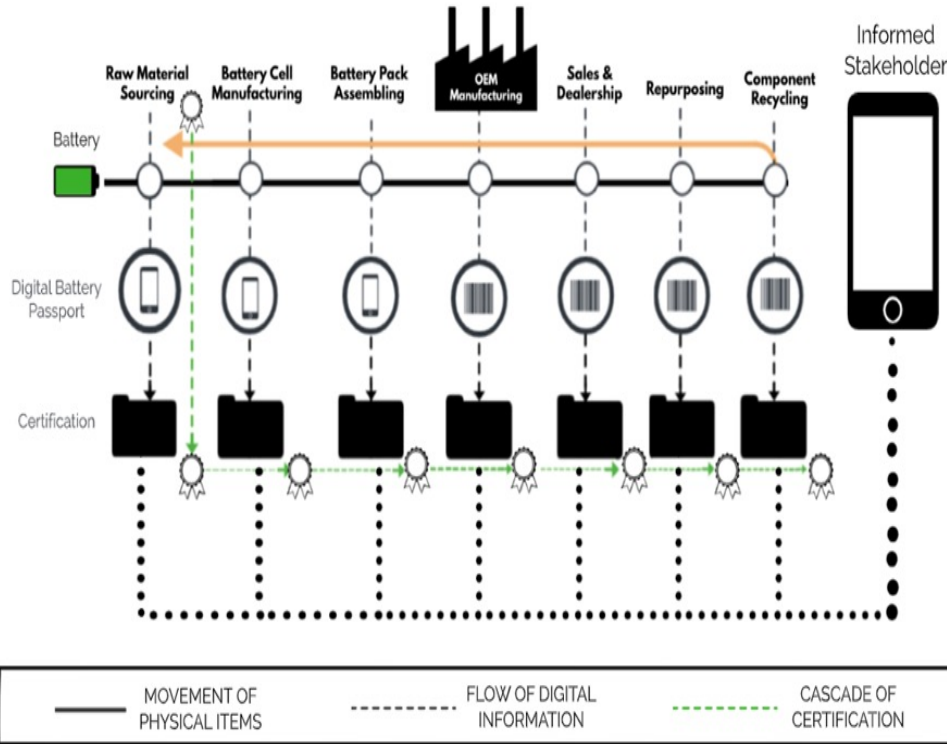 Informed
Stakeholder
Raw Material
Sourcing
Battery Cell
Manufacturing
Battery Pack
Assembling
OEM
Manufacturing
Sales &
Dealership
Repurposing
Component
Recycling
Battery
Digital Battery
Passport
Certification
MOVEMENT OF
PHYSICAL ITEMS
FLOW OF DIGITAL
INFORMATION
CASCADE OF
CERTIFICATION